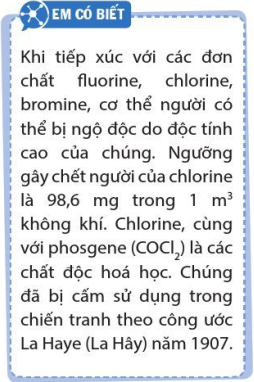 EM CÓ BIẾT
Khi tiếp xúc với các đơn
chất fluorine, chlorine,
bromine, cơ thể người có
thể bị ngộ độc do độc tính
cao của chúng. Ngưỡng
gây chết người của chlorine
là 98,6 mg trong 1 m³
không khí. Chlorine, cùng
với phosgene (COCl₂) là các
chất độc hoá học. Chúng
đã bị cấm sử dụng trong
chiến tranh theo công ước
La Haye (La Hây) năm 1907.